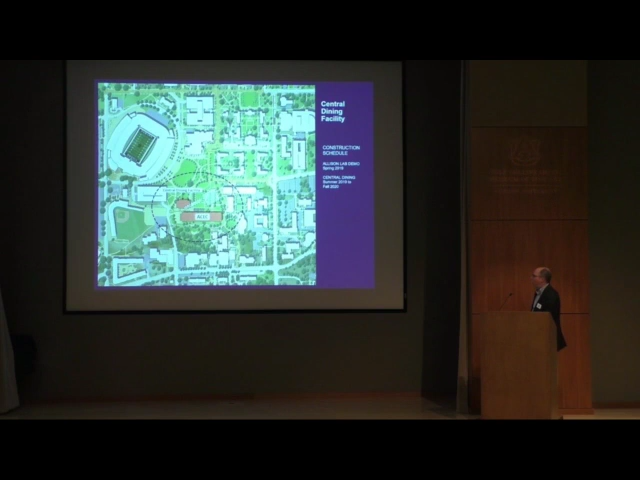 Central
Dining
Facility
CONSTRUCTION
SCHEDULE
ALLISON LAB DEMO
Spring 2019
CENTRAL DINING
Summer 2019 to
Fall 2020